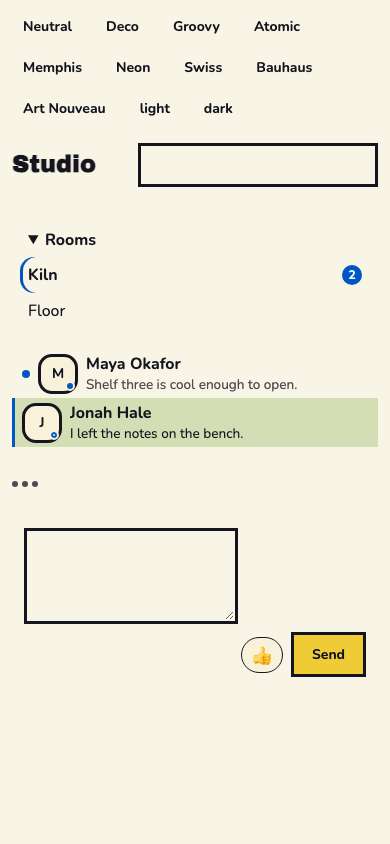 Neutral Deco Groovy Atomic
Memphis Neon Swiss Bauhaus
Art Nouveau light dark
Studio
Rooms
Kiln 2
Floor
M Maya Okafor
Shelf three is cool enough to open.
J Jonah Hale
I left the notes on the bench.
Send